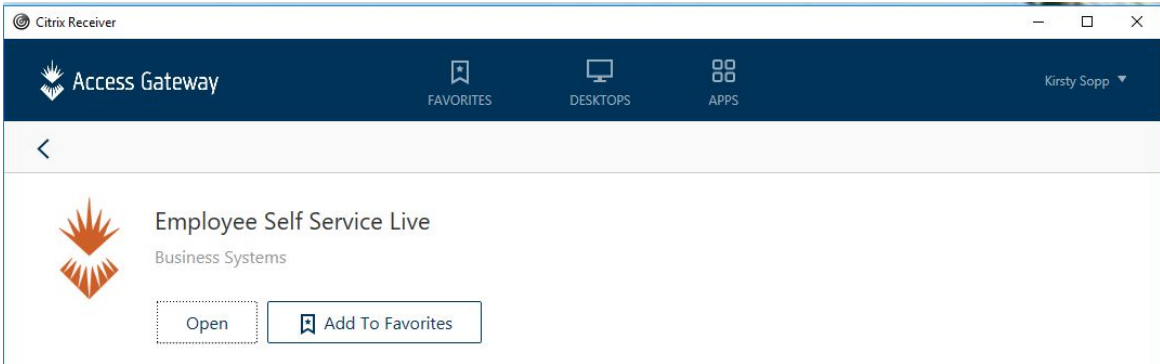 Citrix Receiver
Access Gateway
FAVORITES
DESKTOPS
APPS
Kirsty Sopp
Employee Self Service Live
Business Systems
Open
Add To Favorites